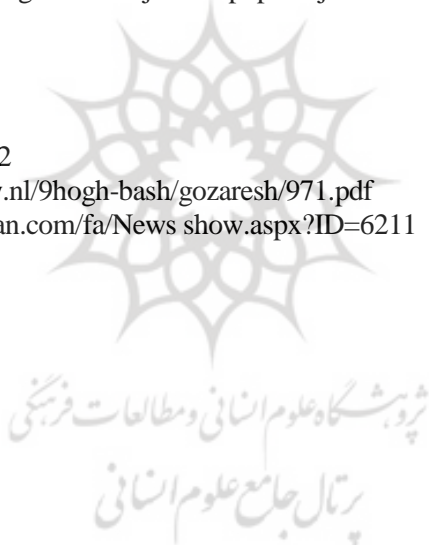 2
.nl/9hogh-bash/gozaresh/971.pdf
an.com/fa/News show.aspx?ID=6211
پژوهشگاه علوم انسانی و مطالعات فرهنگی
پرتال جامع علوم انسانی